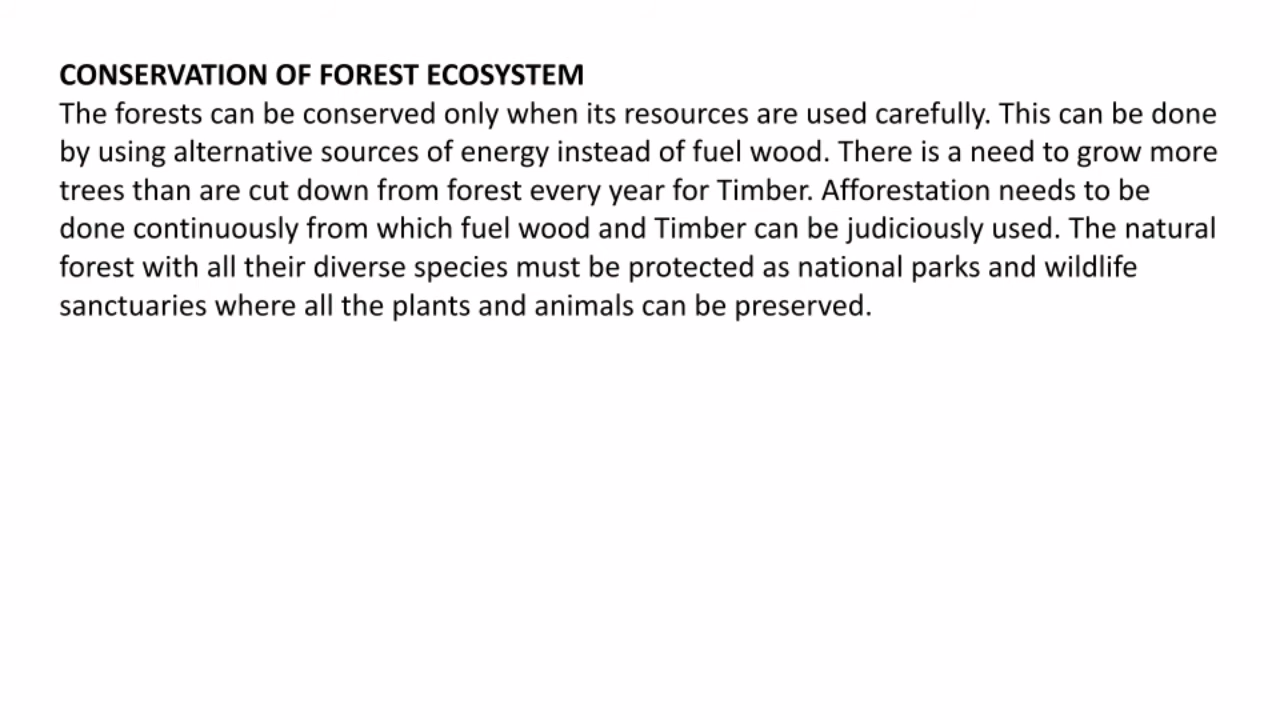 CONSERVATION OF FOREST ECOSYSTEM
The forests can be conserved only when its resources are used carefully. This can be done
by using alternative sources of energy instead of fuel wood. There is a need to grow more
trees than are cut down from forest every year for Timber. Afforestation needs to be
done continuously from which fuel wood and Timber can be judiciously used. The natural
forest with all their diverse species must be protected as national parks and wildlife
sanctuaries where all the plants and animals can be preserved.